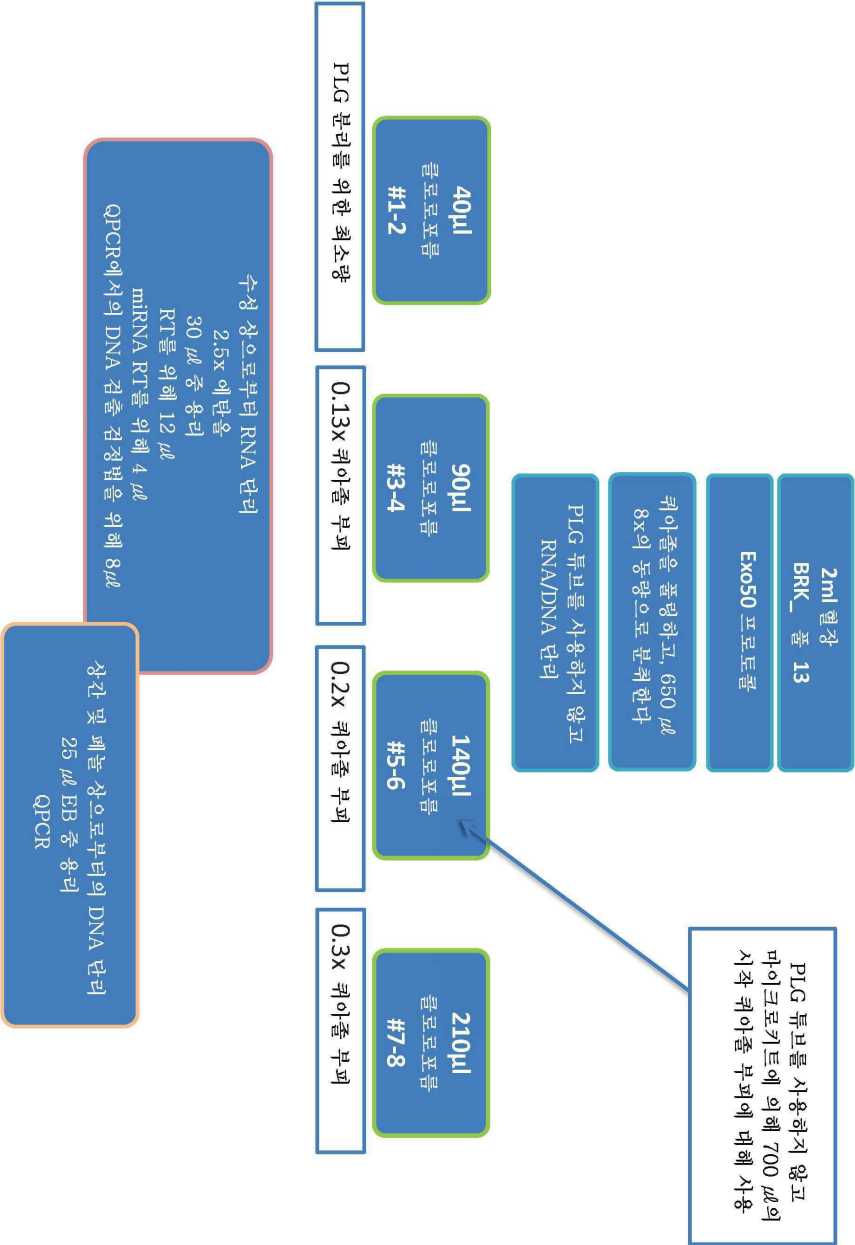 2ml 혈장
BRK_ 풀 13
Exo50 프로토콜
퀴아졸을 풀링하고, 650 ㎕
8x의 동량으로 분취한다
PLG 튜브를 사용하지 않고
RNA/DNA 단리
PLG 튜브를 사용하지 않고
마이크로키트에 의해 700 ㎕의
시작 퀴아졸 부피에 대해 사용
40µl
클로로포름
#1-2
90µl
클로로포름
#3-4
140µl
클로로포름
#5-6
210µl
클로로포름
#7-8
PLG 분리를 위한 최소량
0.13x 퀴아졸 부피
0.2x 퀴아졸 부피
0.3x 퀴아졸 부피
수성 상으로부터 RNA 단리
2.5x 에탄올
30 ㎕ 중 용리
RT를 위해 12 ㎕
miRNA RT를 위해 4 ㎕
QPCR에서의 DNA 검출 검정법을 위해 8㎕
상간 및 페놀 상으로부터의 DNA 단리
25 ㎕ EB 중 용리
QPCR